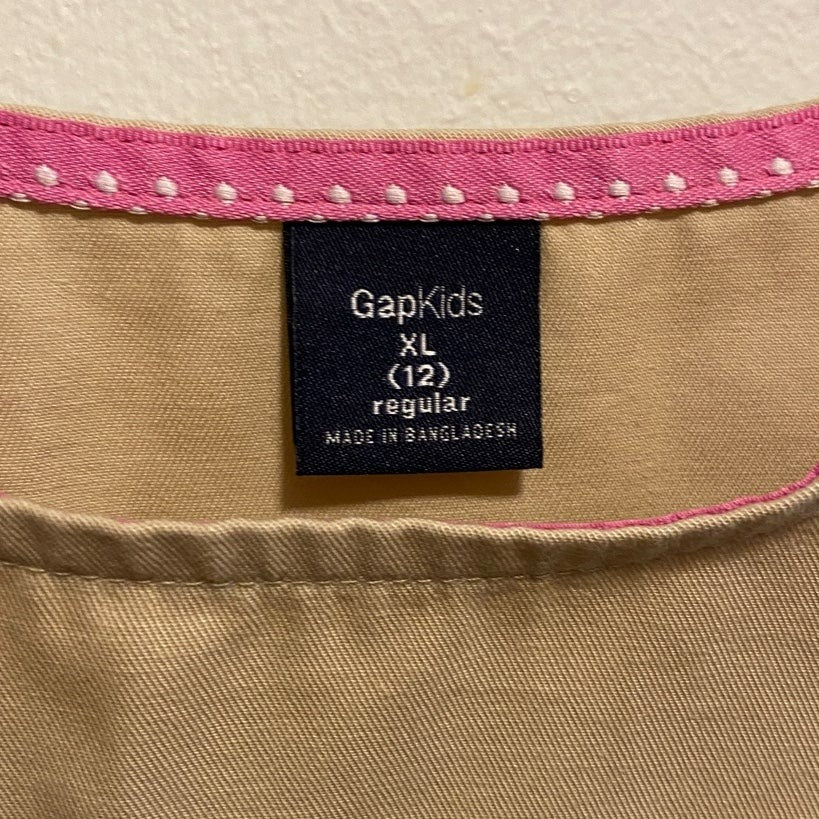 GapKids
XL
(12)
regular
MADE IN BANGLADESH